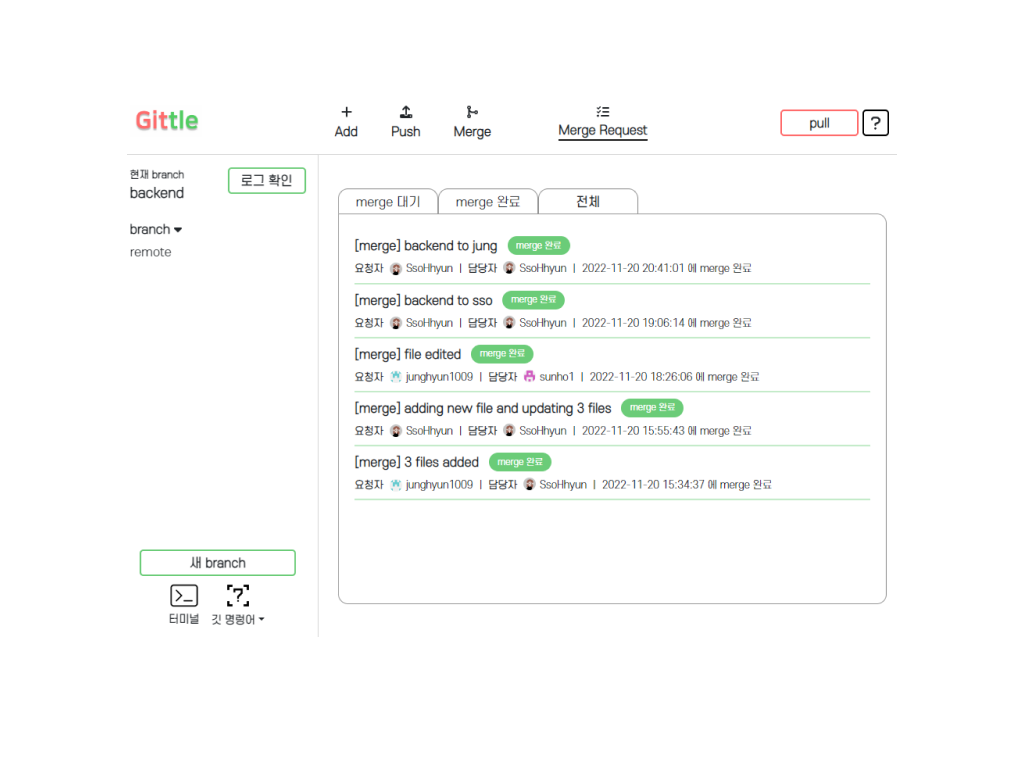 Gittle
Add
Push
Merge
Merge Request
pull
?
현재 branch
backend
로그 확인
branch
remote
merge 대기
merge 완료
전체
[merge] backend to jung merge 완료
요청자 SsoHhyun | 담당자 SsoHhyun | 2022-11-20 20:41:01 에 merge 완료
[merge] backend to sso merge 완료
요청자 SsoHhyun | 담당자 SsoHhyun | 2022-11-20 19:06:14 에 merge 완료
[merge] file edited merge 완료
요청자 junghyun1009 | 담당자 sunho1 | 2022-11-20 18:26:06 에 merge 완료
[merge] adding new file and updating 3 files merge 완료
요청자 SsoHhyun | 담당자 SsoHhyun | 2022-11-20 15:55:43 에 merge 완료
[merge] 3 files added merge 완료
요청자 junghyun1009 | 담당자 SsoHhyun | 2022-11-20 15:34:37 에 merge 완료
새 branch
터미널
깃 명령어